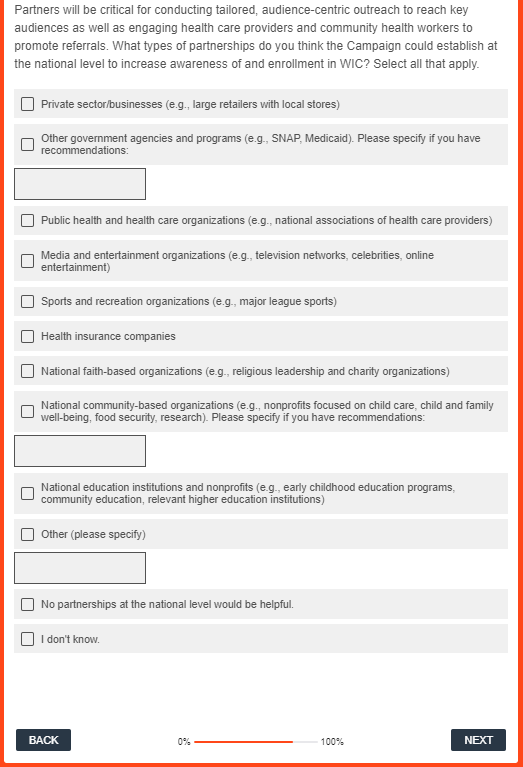 Partners will be critical for conducting tailored, audience-centric outreach to reach key
audiences as well as engaging health care providers and community health workers to
promote referrals. What types of partnerships do you think the Campaign could establish at
the national level to increase awareness of and enrollment in WIC? Select all that apply.
Private sector/businesses (e.g., large retailers with local stores)
Other government agencies and programs (e.g., SNAP, Medicaid). Please specify if you have
recommendations:
Public health and health care organizations (e.g., national associations of health care providers)
Media and entertainment organizations (e.g., television networks, celebrities, online
entertainment)
Sports and recreation organizations (e.g., major league sports)
Health insurance companies
National faith-based organizations (e.g., religious leadership and charity organizations)
National community-based organizations (e.g., nonprofits focused on child care, child and family
well-being, food security, research). Please specify if you have recommendations:
National education institutions and nonprofits (e.g., early childhood education programs,
community education, relevant higher education institutions)
Other (please specify)
No partnerships at the national level would be helpful.
I don't know.
BACK
0%
100%
NEXT